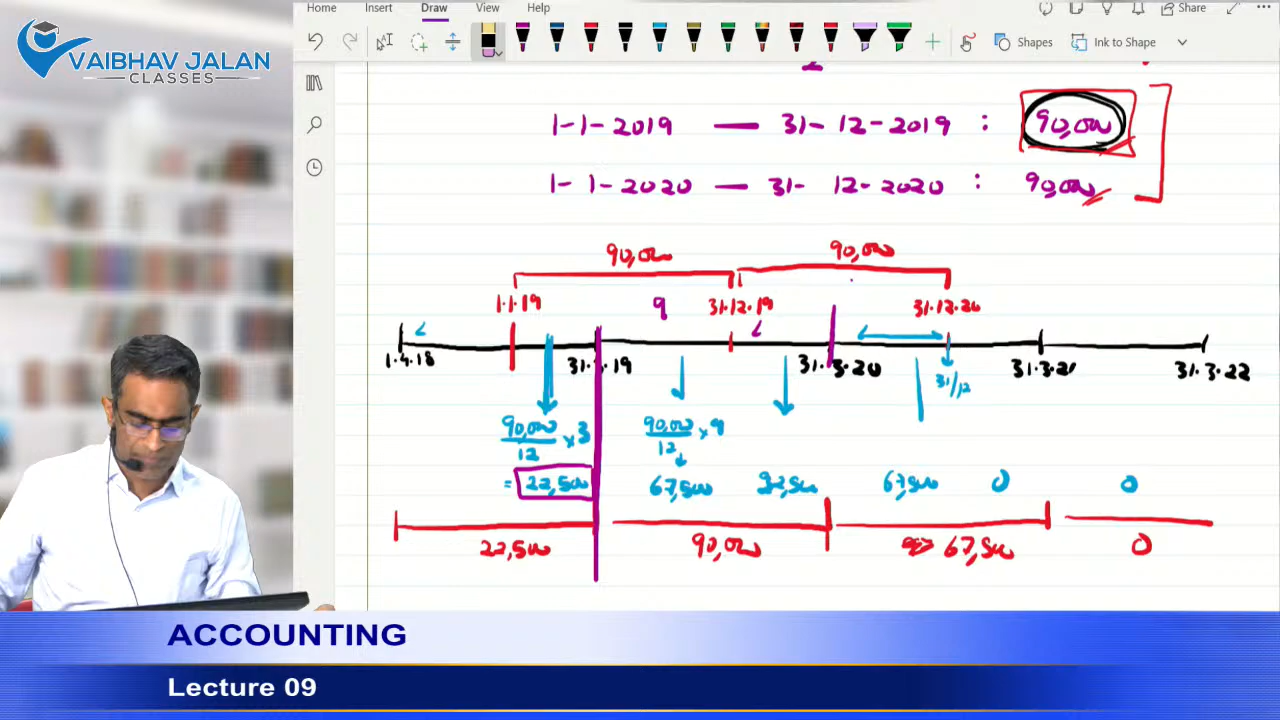 VAIBHAV JALAN
CLASSES
Home Insert Draw View Help
Share
Shapes
Ink to Shape
1-1-2019 — 31-12-2019 : 90,000
1-1-2020 — 31-12-2020 : 90,000
90,000 90,000
1.1.19 9 31.12.19 31.12.20
1.4.18 31.3.19 31.3.20 31/12 31.3.21 31.3.22
90,000/12 × 3 90,000/12 × 9
= 22,500 67,500 22,500 67,500 0 0
22,500 90,000 67,500 0
ACCOUNTING
Lecture 09